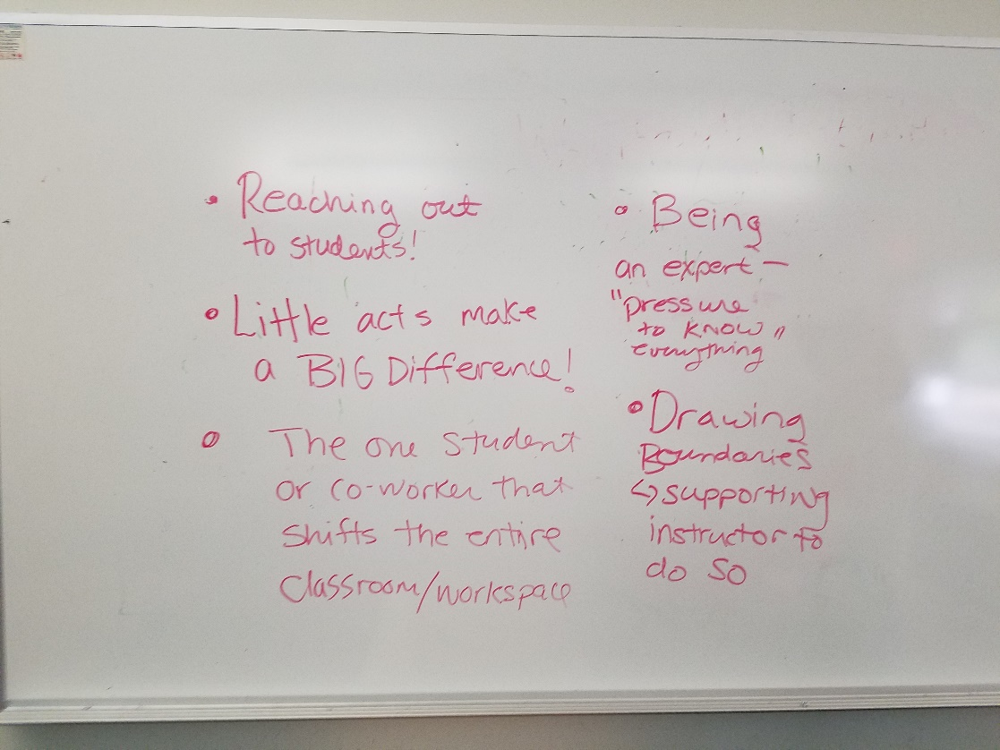 • Reaching out
to students!
• Little acts make
a BIG Difference!
• The one student
or co-worker that
shifts the entire
classroom/workspace
• Being
an expert —
"pressure
to know
everything"
• Drawing
Boundaries
↳ supporting
instructor to
do so